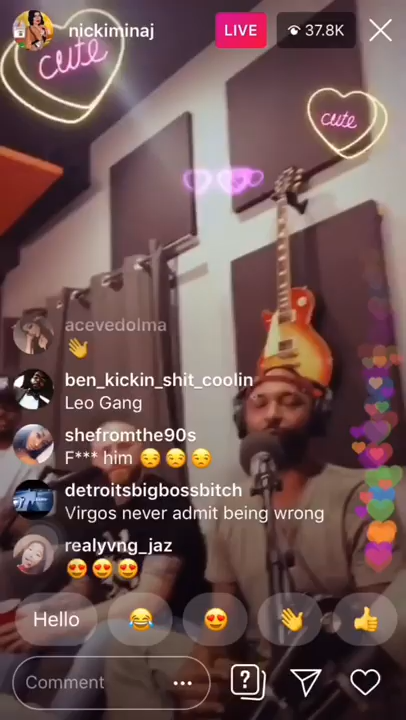 nickiminaj
LIVE
37.8K
cute
cute
acevedolma
👋
ben_kickin_shit_coolin
Leo Gang
shefromthe90s
F*** him 😒 😒 😒
detroitsbigbossbitch
Virgos never admit being wrong
realyvng_jaz
😍 😍 😍
Hello 😂 😍 👋 👍
Comment ...